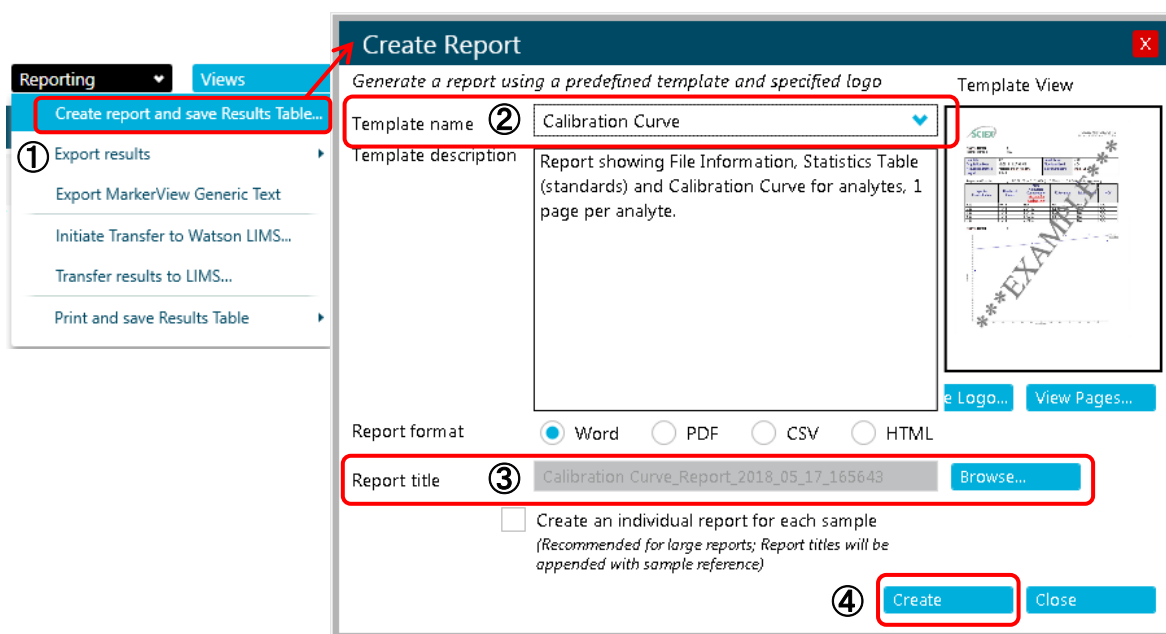 Create Report
X
Reporting
Views
Generate a report using a predefined template and specified logo
Template View
Create report and save Results Table...
Template name
②
Calibration Curve
①
Export results
Template description
Report showing File Information, Statistics Table
(standards) and Calibration Curve for analytes, 1
page per analyte.
Export MarkerView Generic Text
Initiate Transfer to Watson LIMS...
Transfer results to LIMS...
Print and save Results Table
SCIEX
***EXAMPLE***
e Logo...
View Pages...
Report format
Word
PDF
CSV
HTML
Report title
③
Calibration Curve_Report_2018_05_17_165643
Browse...
Create an individual report for each sample
(Recommended for large reports; Report titles will be
appended with sample reference)
④
Create
Close